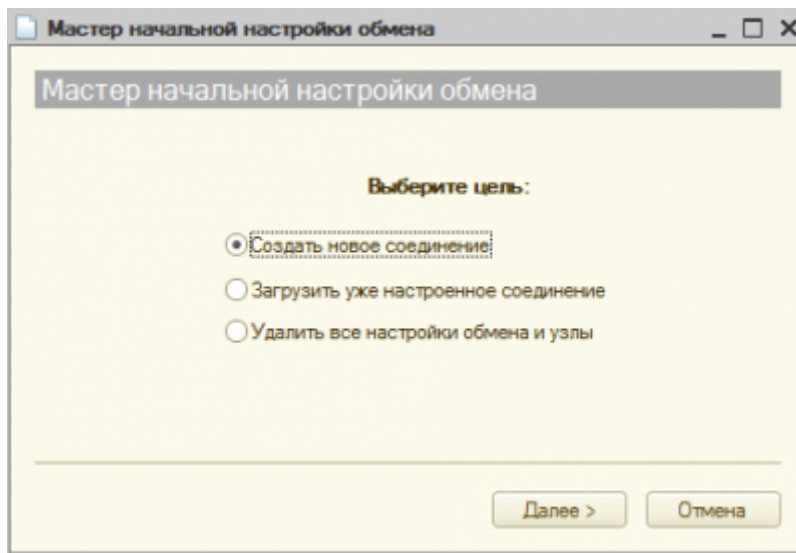 Мастер начальной настройки обмена
Мастер начальной настройки обмена
Выберите цель:
Создать новое соединение
Загрузить уже настроенное соединение
Удалить все настройки обмена и узлы
Далее > Отмена